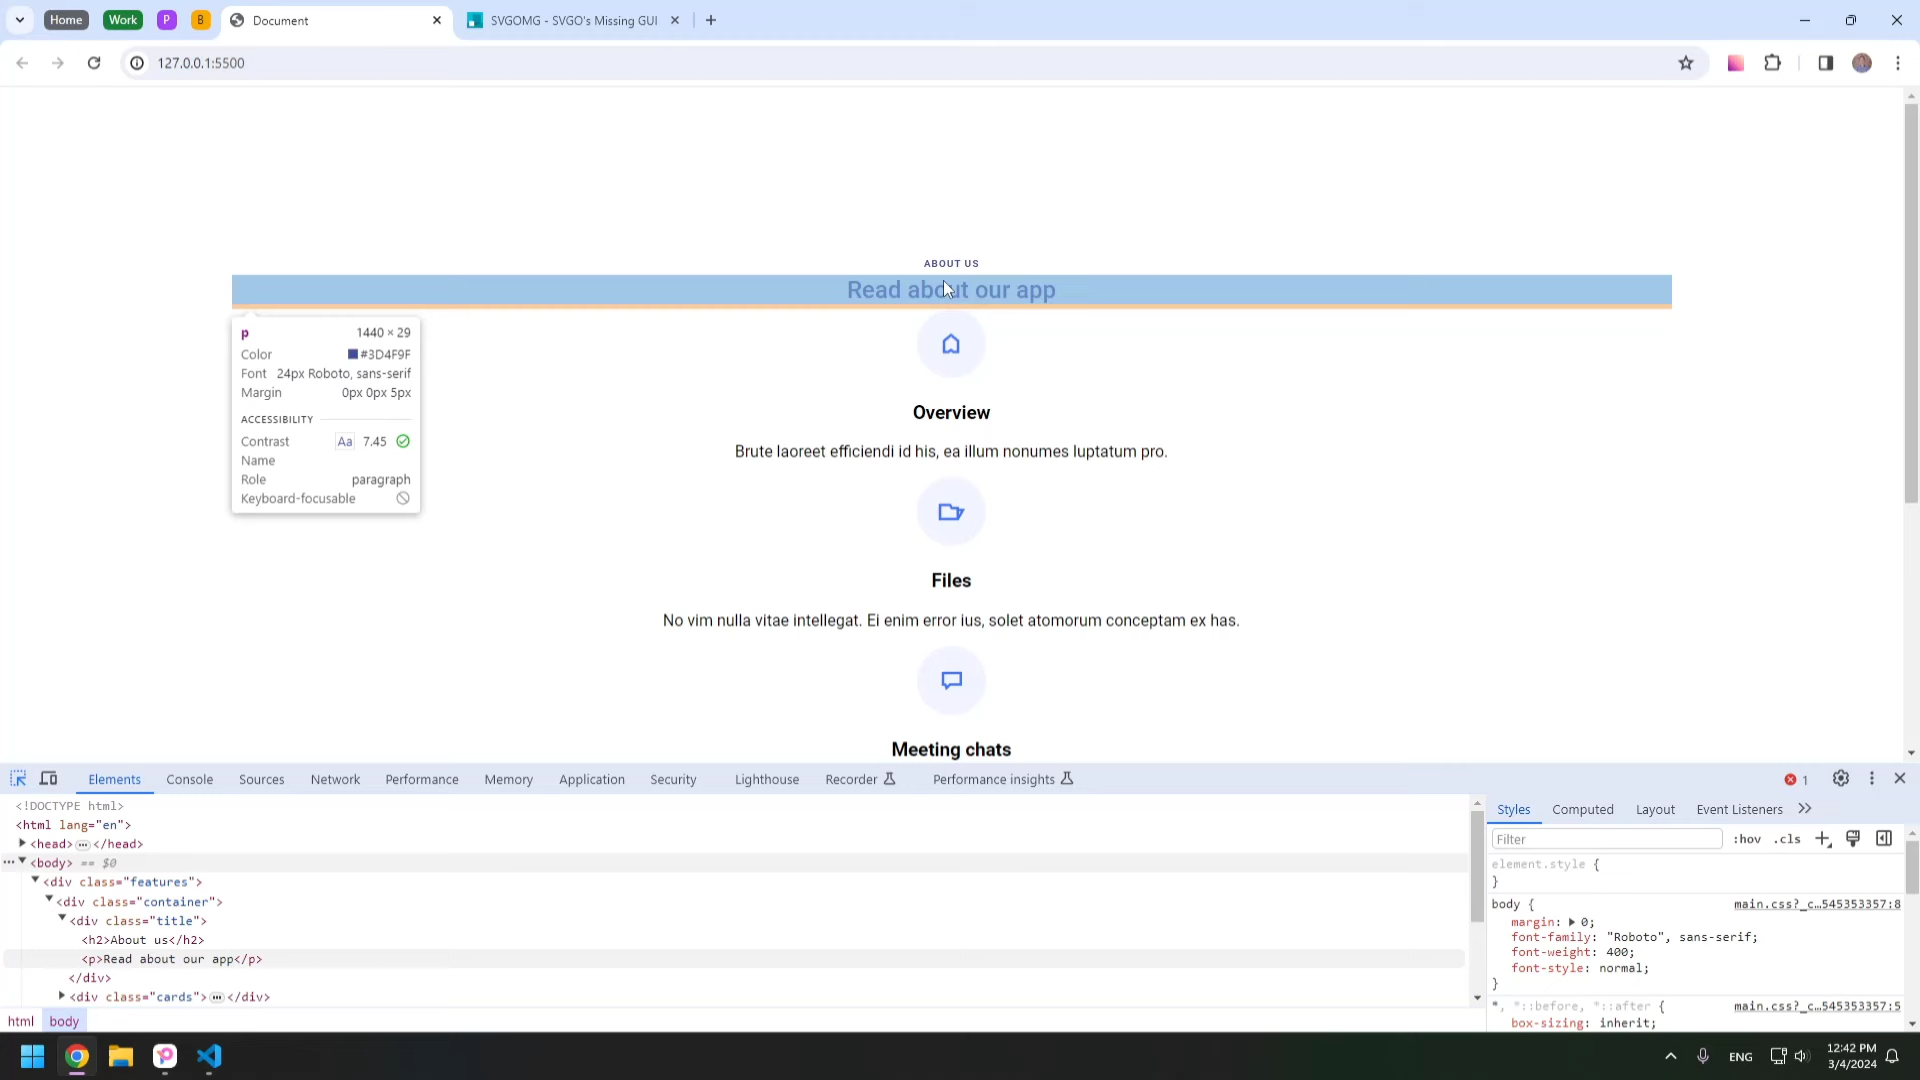 Home
Work
P
B
Document
SVGOMG - SVGO's Missing GUI
127.0.0.1:5500
ABOUT US
Read about our app
p 1440 × 29
Color #3D4F9F
Font 24px Roboto, sans-serif
Margin 0px 0px 5px
ACCESSIBILITY
Contrast Aa 7.45
Name
Role paragraph
Keyboard-focusable
Overview
Brute laoreet efficiendi id his, ea illum nonumes luptatum pro.
Files
No vim nulla vitae intellegat. Ei enim error ius, solet atomorum conceptam ex has.
Meeting chats
Elements Console Sources Network Performance Memory Application Security Lighthouse Recorder Performance insights 1
<!DOCTYPE html>
<html lang="en">
<head> ⋯ </head>
<body> == $0
<div class="features">
<div class="container">
<div class="title">
<h2>About us</h2>
<p>Read about our app</p>
</div>
<div class="cards"> ⋯ </div>
html body
Styles Computed Layout Event Listeners
Filter :hov .cls
element.style {
}
body { main.css?_c…545353357:8
margin: 0;
font-family: "Roboto", sans-serif;
font-weight: 400;
font-style: normal;
}
*, *::before, *::after { main.css?_c…545353357:5
box-sizing: inherit;
ENG
12:42 PM
3/4/2024